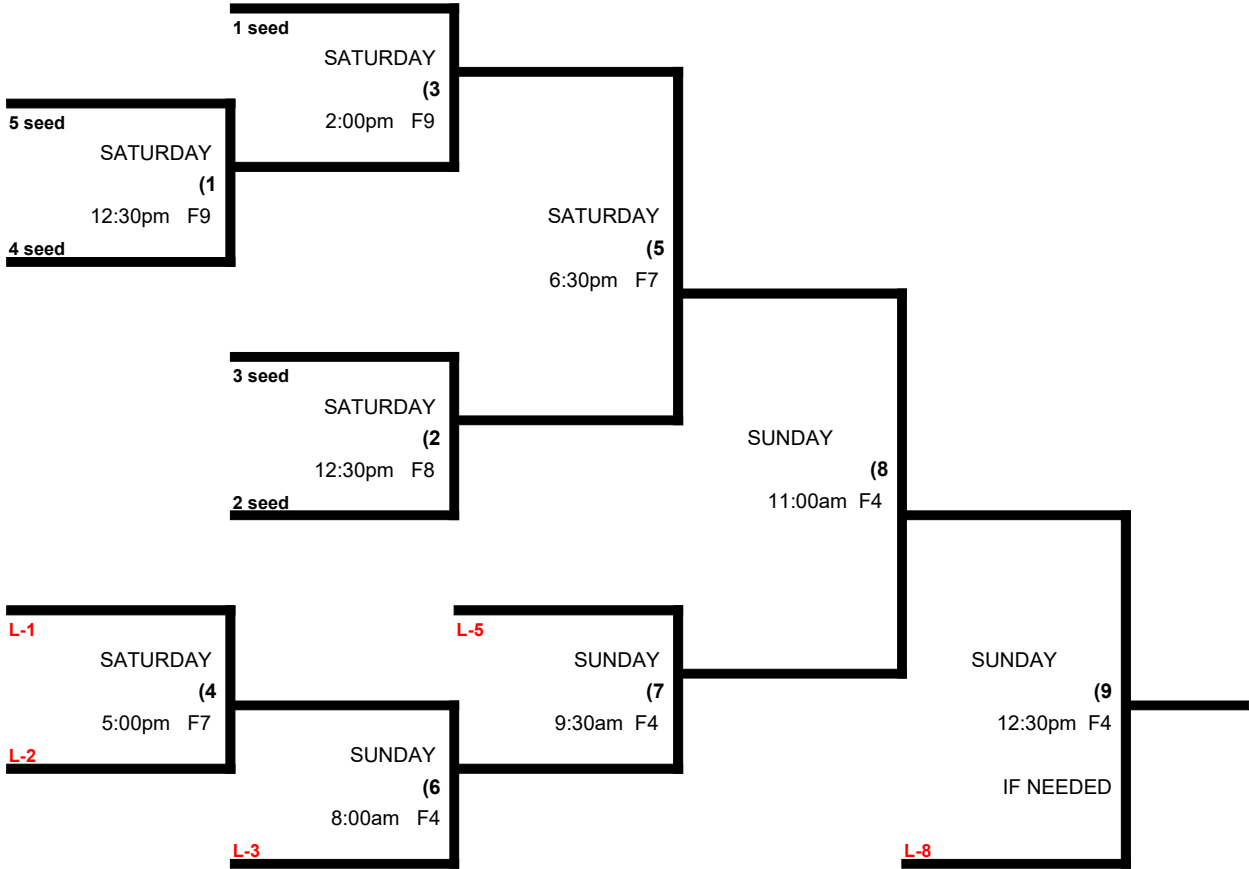 1 seed
SATURDAY
(3
2:00pm F9
5 seed
SATURDAY
(1
12:30pm F9
4 seed
SATURDAY
(5
6:30pm F7
3 seed
SATURDAY
(2
12:30pm F8
2 seed
SUNDAY
(8
11:00am F4
L-1
SATURDAY
(4
5:00pm F7
L-2
L-5
SUNDAY
(7
9:30am F4
SUNDAY
(6
8:00am F4
L-3
SUNDAY
(9
12:30pm F4
IF NEEDED
L-8